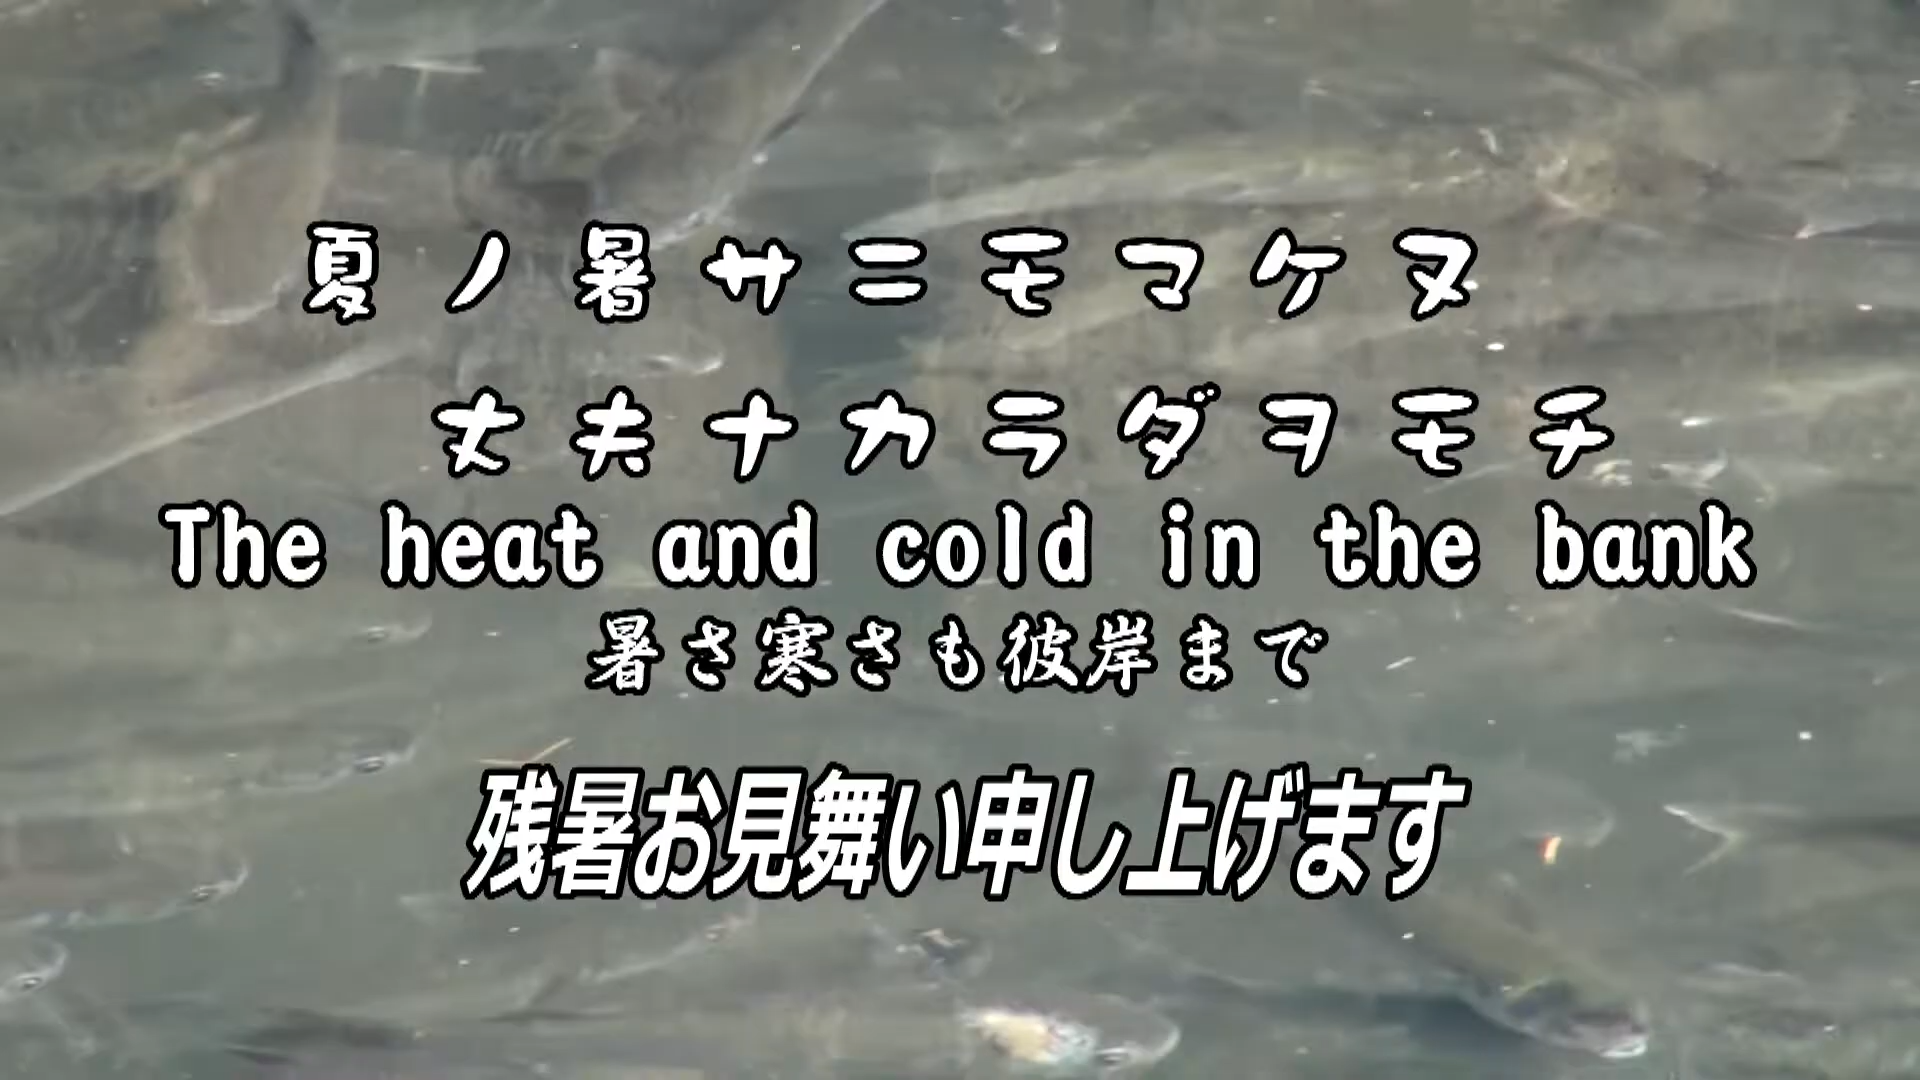 夏ノ暑サニモマケヌ
丈夫ナカラダヲモチ
The heat and cold in the bank
暑さ寒さも彼岸まで
残暑お見舞い申し上げます